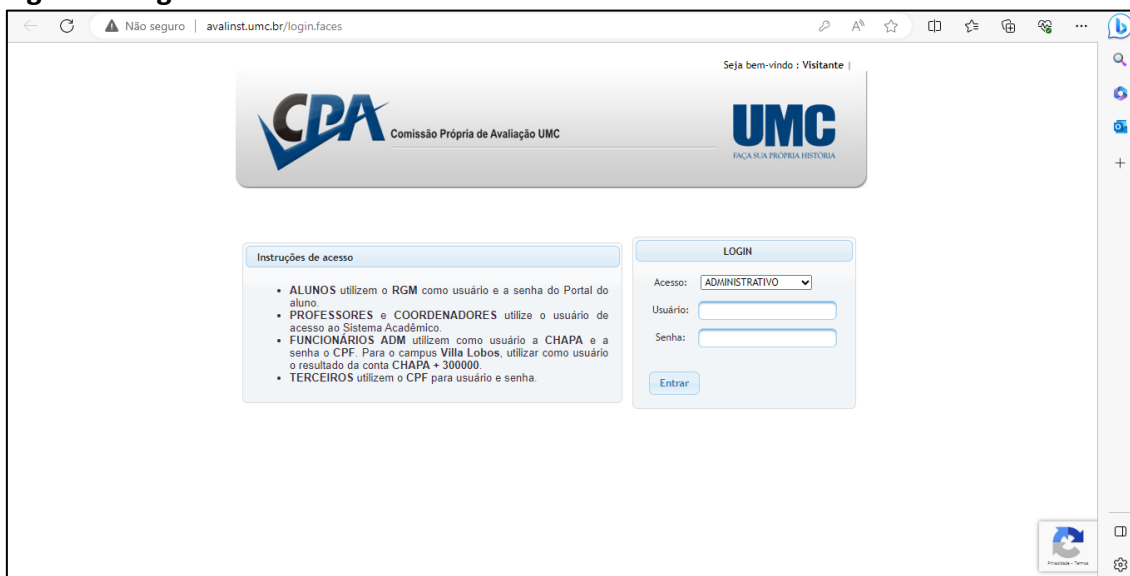 Não seguro avalinst.umc.br/login.faces
Seja bem-vindo : Visitante |
CPA
Comissão Própria de Avaliação UMC
UMC
FAÇA SUA PRÓPRIA HISTÓRIA
Instruções de acesso
ALUNOS utilizem o RGM como usuário e a senha do Portal do
aluno.
PROFESSORES e COORDENADORES utilize o usuário de
acesso ao Sistema Acadêmico.
FUNCIONÁRIOS ADM utilizem como usuário a CHAPA e a
senha o CPF. Para o campus Villa Lobos, utilizar como usuário
o resultado da conta CHAPA + 300000.
TERCEIROS utilizem o CPF para usuário e senha.
LOGIN
Acesso: ADMINISTRATIVO
Usuário:
Senha:
Entrar
Privacidade - Termos